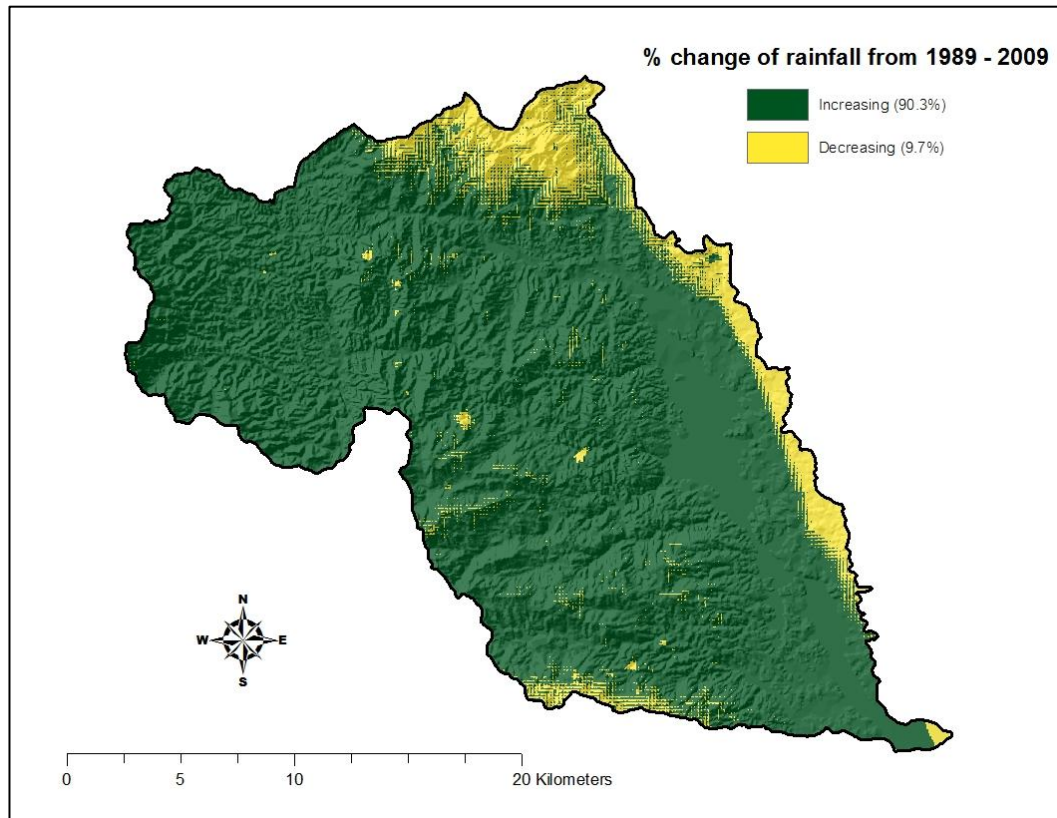 % change of rainfall from 1989 - 2009
Increasing (90.3%)
Decreasing (9.7%)
N
W E
S
0 5 10 20 Kilometers